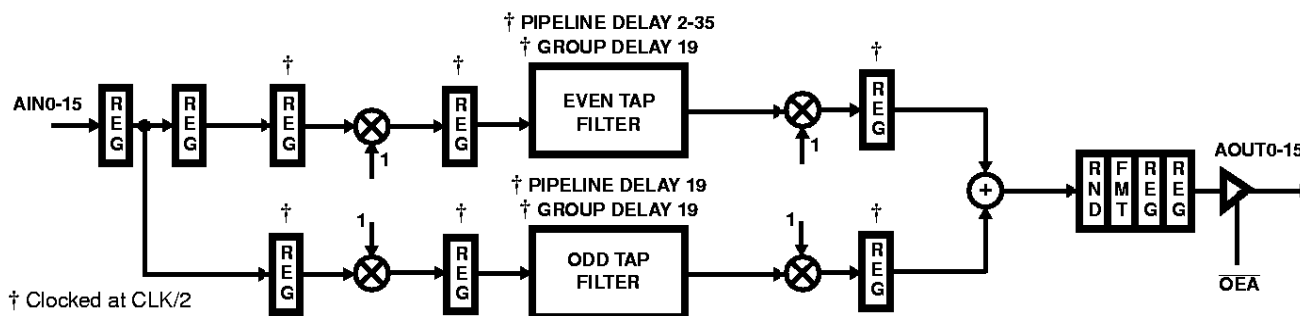 † PIPELINE DELAY 2-35
† GROUP DELAY 19
†
†
†
AIN0-15
REG
REG
REG
1
REG
EVEN TAP
FILTER
1
REG
AOUT0-15
+
RND
FMT
REG
REG
OEA
† PIPELINE DELAY 19
† GROUP DELAY 19
†
†
†
REG
1
REG
ODD TAP
FILTER
1
REG
† Clocked at CLK/2